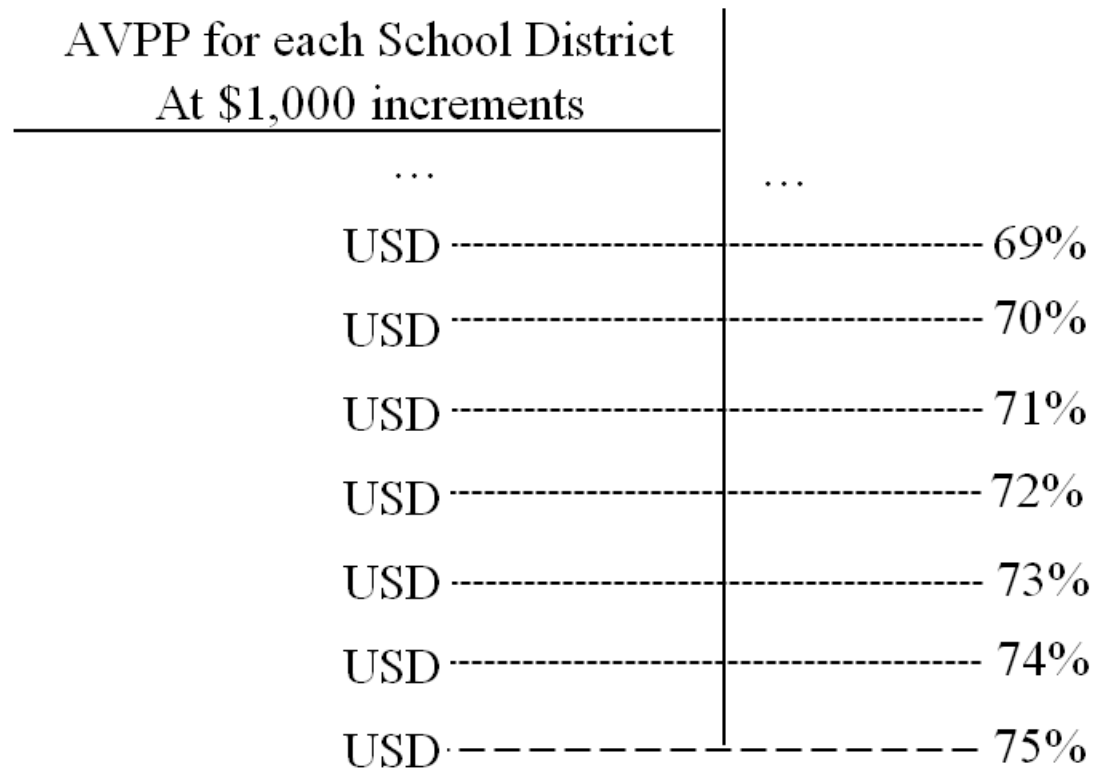 AVPP for each School District
At $1,000 increments
... ...
USD 69%
USD 70%
USD 71%
USD 72%
USD 73%
USD 74%
USD 75%